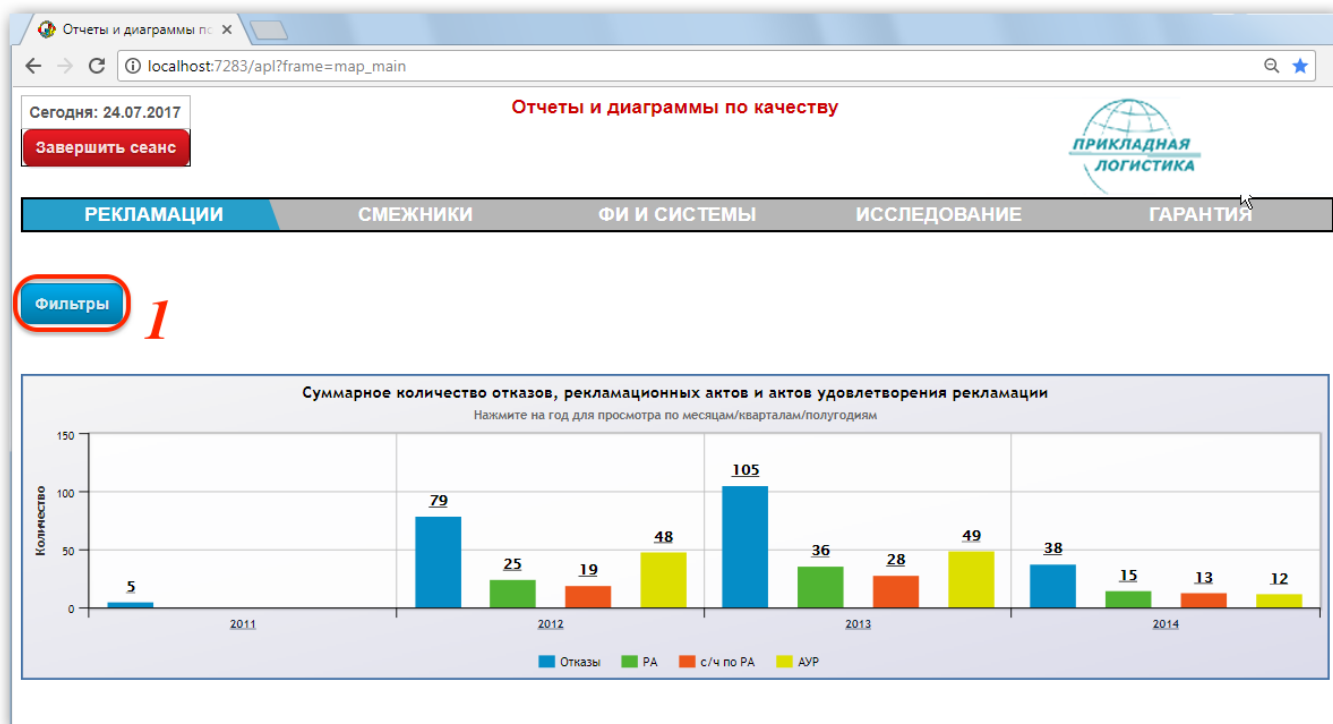 Отчеты и диаграммы по
localhost:7283/apl?frame=map_main
Сегодня: 24.07.2017
Отчеты и диаграммы по качеству
Завершить сеанс
ПРИКЛАДНАЯ
ЛОГИСТИКА
РЕКЛАМАЦИИ СМЕЖНИКИ ФИ И СИСТЕМЫ ИССЛЕДОВАНИЕ ГАРАНТИЯ
Фильтры 1
Суммарное количество отказов, рекламационных актов и актов удовлетворения рекламации
Нажмите на год для просмотра по месяцам/кварталам/полугодиям
Количество
150
100
50
0
5
79 25 19 48
105 36 28 49
38 15 13 12
2011 2012 2013 2014
Отказы РА с/ч по РА АУР